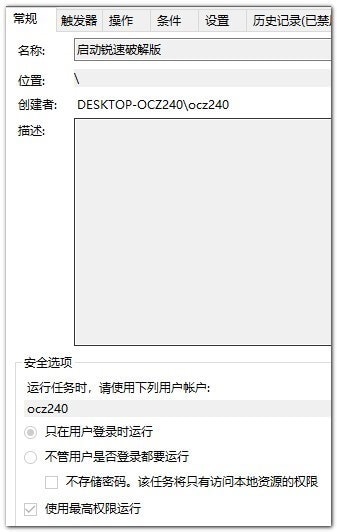 常规 触发器 操作 条件 设置 历史记录(已禁
名称: 启动锐速破解版
位置: \
创建者: DESKTOP-OCZ240\ocz240
描述:
安全选项
运行任务时，请使用下列用户帐户:
ocz240
只在用户登录时运行
不管用户是否登录都要运行
不存储密码。该任务将只有访问本地资源的权限
使用最高权限运行